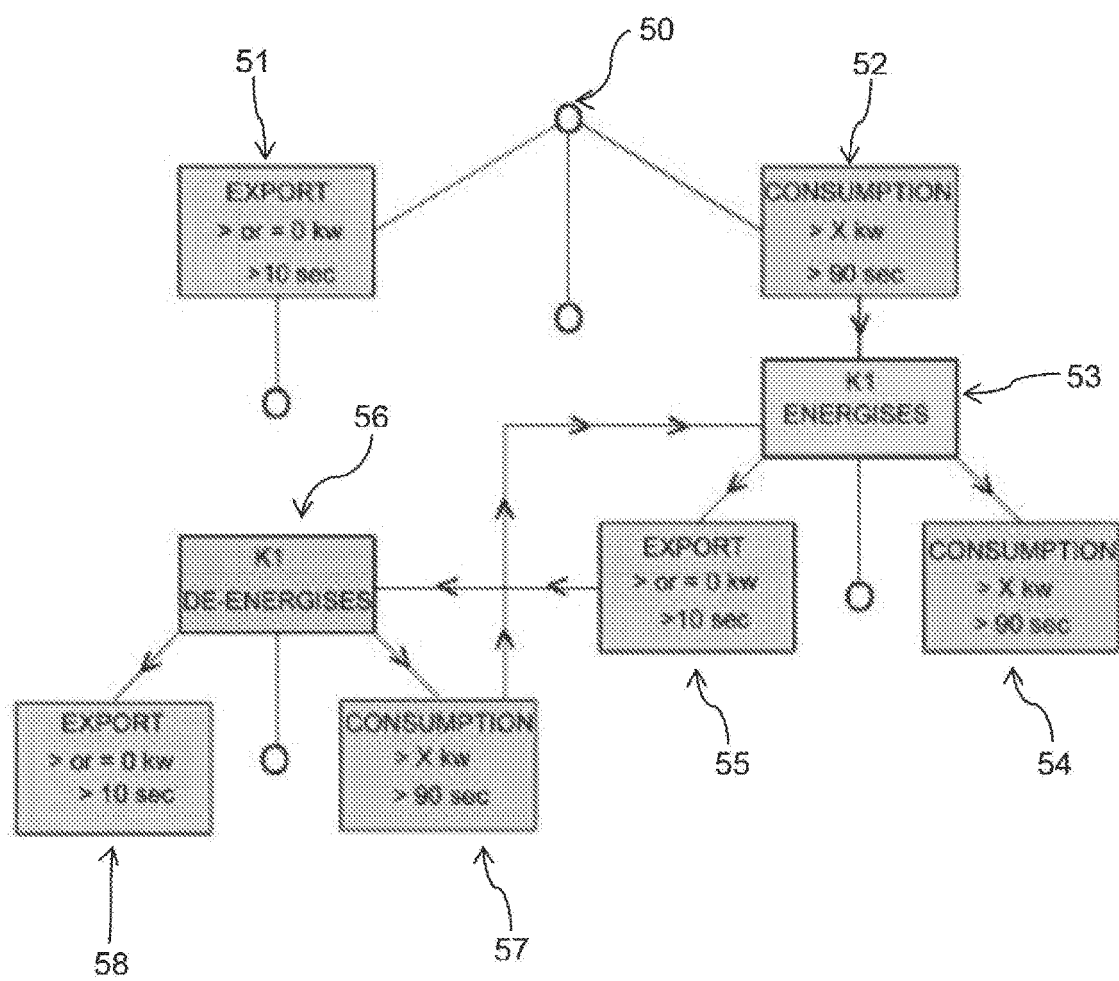 50
51
52
EXPORT
> or = 0 kw
>10 sec
CONSUMPTION
> X kw
> 90 sec
K1
ENERGISES
53
56
K1
DE-ENERGISES
EXPORT
> or = 0 kw
>10 sec
CONSUMPTION
> X kw
> 90 sec
EXPORT
> or = 0 kw
> 10 sec
CONSUMPTION
> X kw
> 90 sec
55
54
58
57